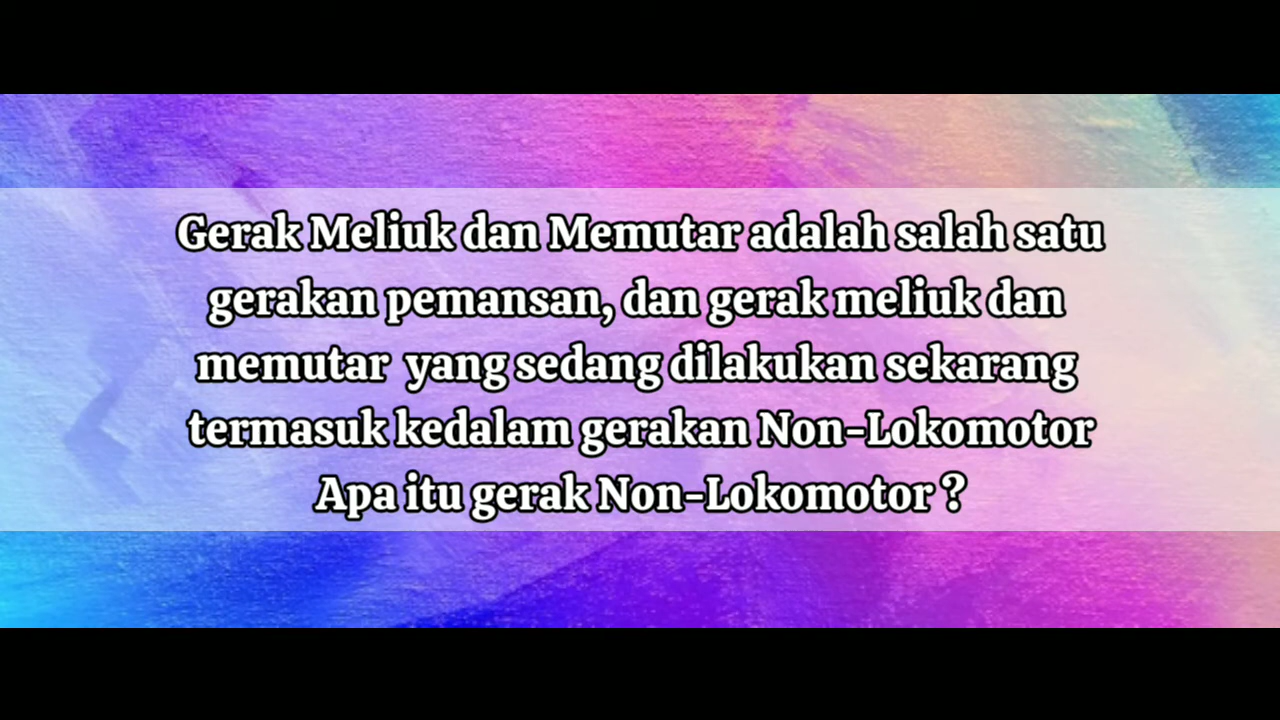 Gerak Meliuk dan Memutar adalah salah satu
gerakan pemansan, dan gerak meliuk dan
memutar yang sedang dilakukan sekarang
termasuk kedalam gerakan Non-Lokomotor
Apa itu gerak Non-Lokomotor ?